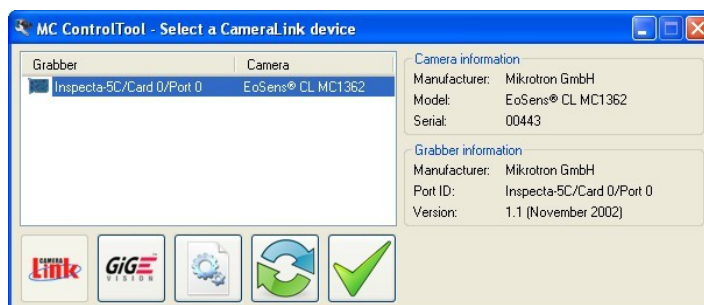 MC ControlTool - Select a CameraLink device
Grabber Camera
Inspecta-5C/Card 0/Port 0 EoSens® CL MC1362
Camera information
Manufacturer: Mikrotron GmbH
Model: EoSens® CL MC1362
Serial: 00443
Grabber information
Manufacturer: Mikrotron GmbH
Port ID: Inspecta-5C/Card 0/Port 0
Version: 1.1 (November 2002)
CAMERA
Link
GiGE
VISION